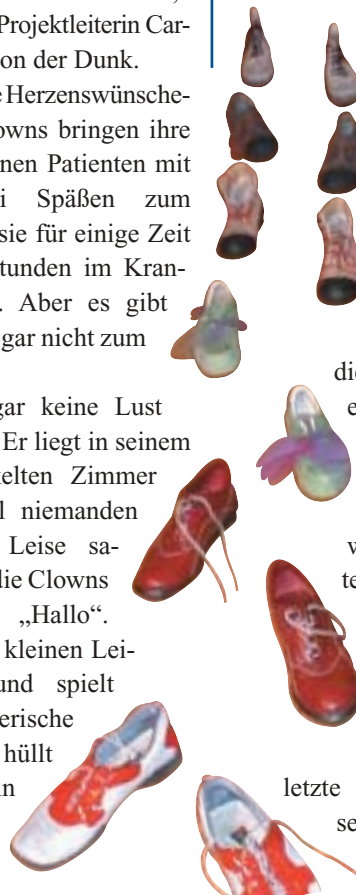 Projektleiterin Car-
on der Dunk.
Herzenswünsche-
owns bringen ihre
nen Patienten mit
i Späßen zum
sie für einige Zeit
tunden im Kran-
. Aber es gibt
gar nicht zum
gar keine Lust
Er liegt in seinem
elten Zimmer
l niemanden
Leise sa-
die Clowns
„Hallo“.
kleinen Lei-
und spielt
erische
hüllt
n
die
e
w
te
letzte
se